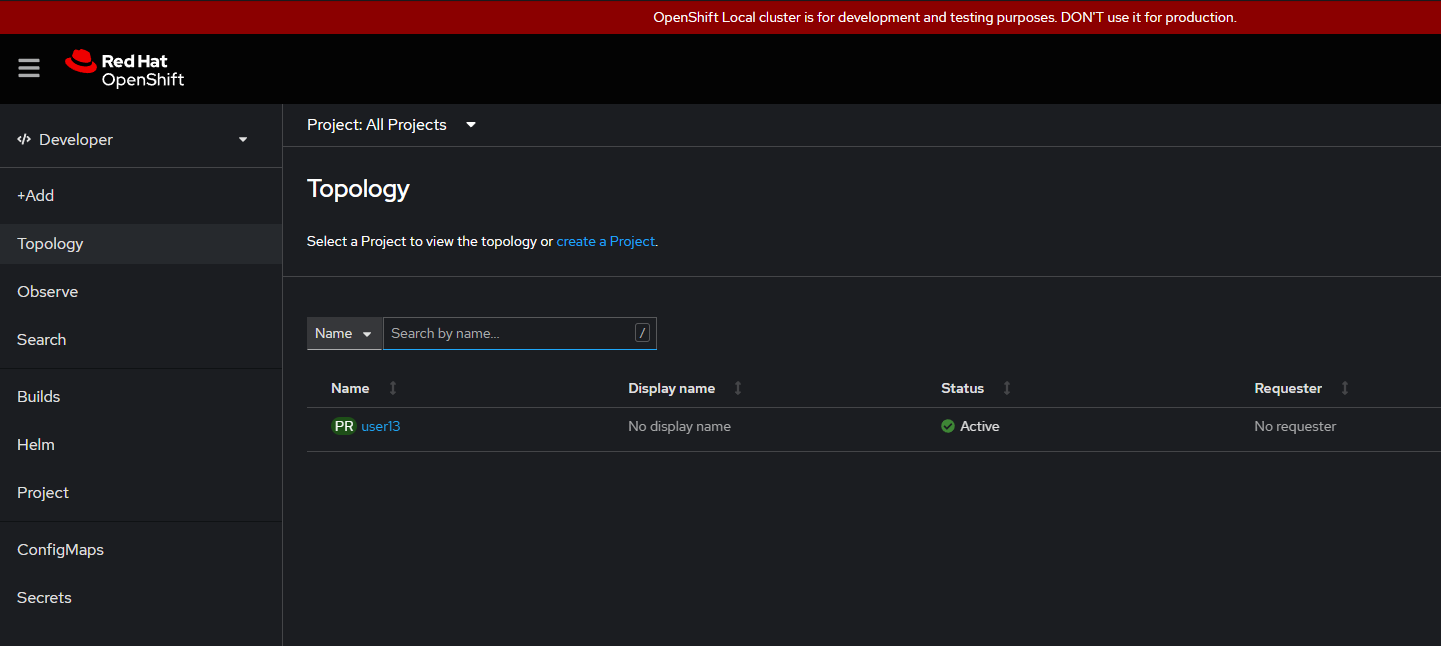 OpenShift Local cluster is for development and testing purposes. DON'T use it for production.
Red Hat
OpenShift
Developer
+Add
Topology
Observe
Search
Builds
Helm
Project
ConfigMaps
Secrets
Project: All Projects
Topology
Select a Project to view the topology or create a Project.
Name Search by name... /
Name Display name Status Requester
PR user13 No display name Active No requester